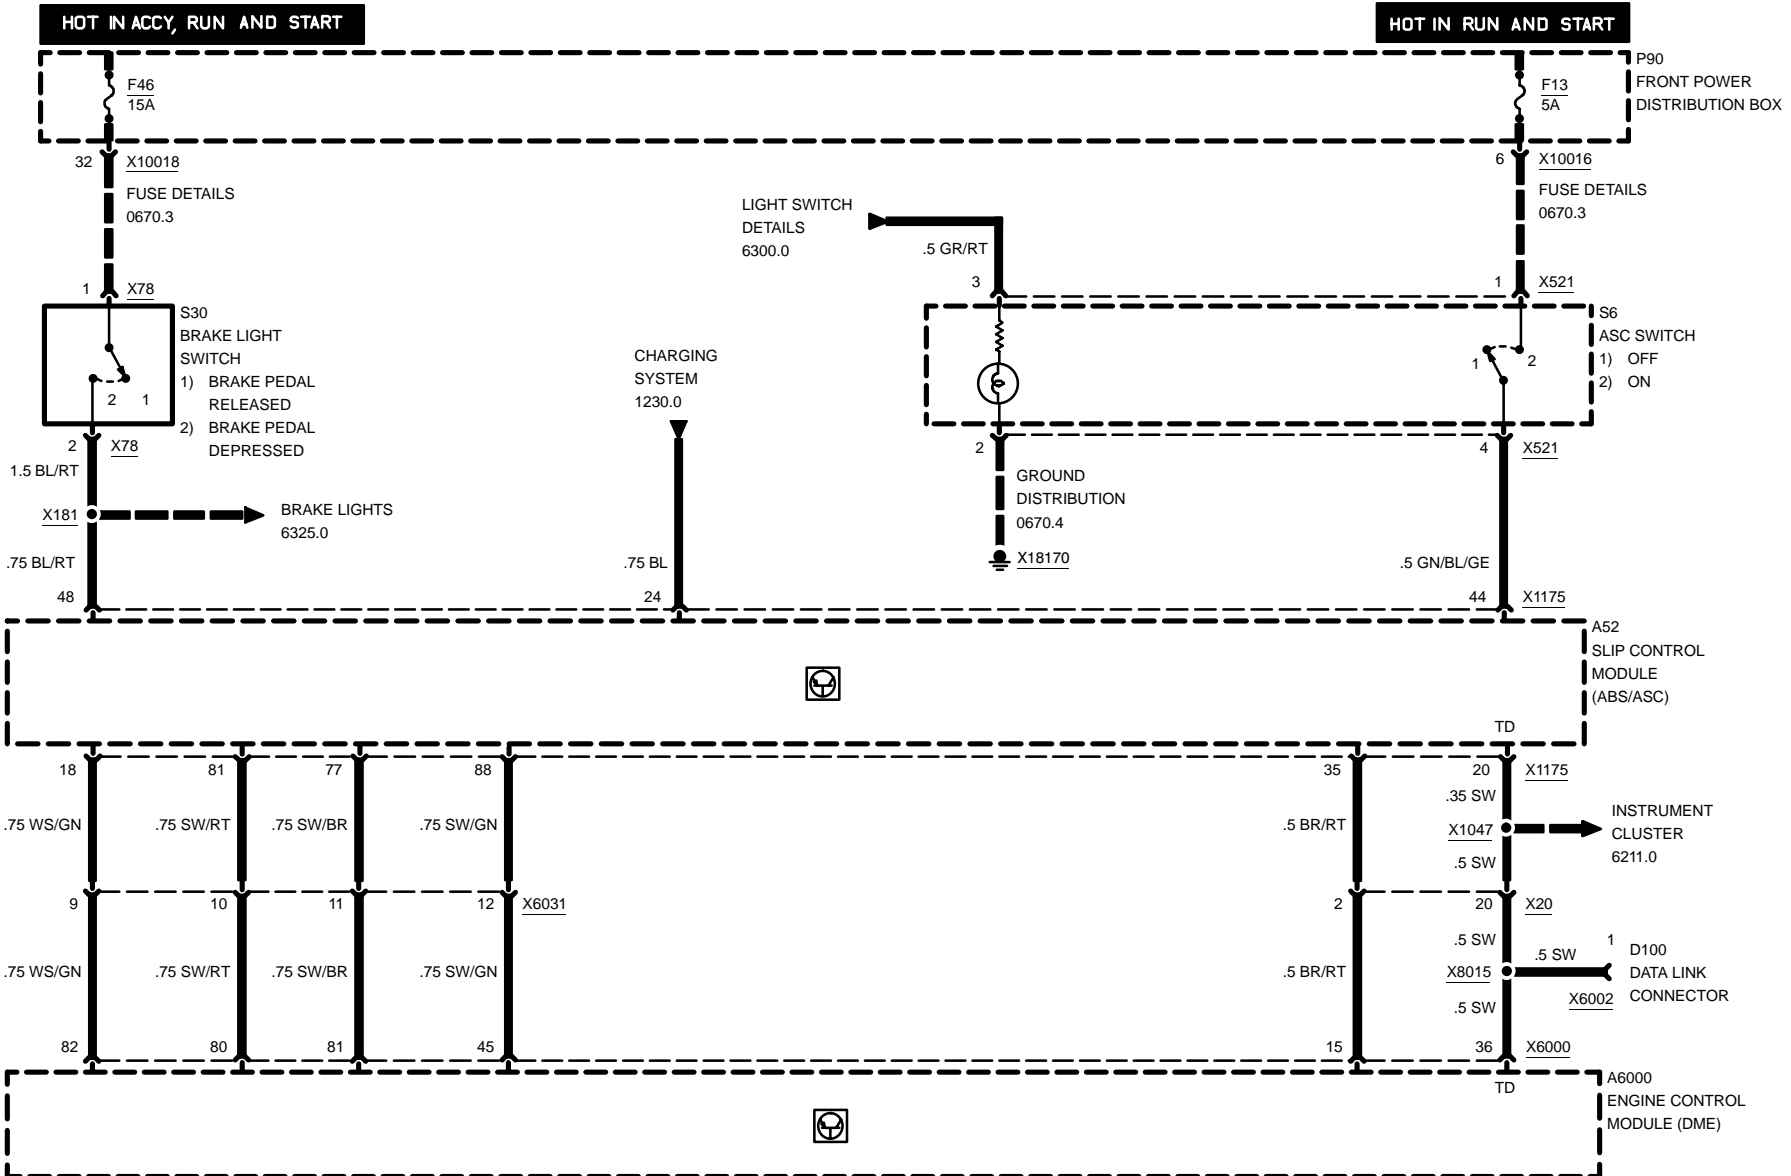 HOT IN ACCY, RUN AND START
HOT IN RUN AND START
F46
15A
F13
5A
P90
FRONT POWER
DISTRIBUTION BOX
32
X10018
FUSE DETAILS
0670.3
6
X10016
FUSE DETAILS
0670.3
LIGHT SWITCH
DETAILS
6300.0
.5 GR/RT
1
X78
3
1
X521
S30
BRAKE LIGHT
SWITCH
1) BRAKE PEDAL
RELEASED
2) BRAKE PEDAL
DEPRESSED
2
1
CHARGING
SYSTEM
1230.0
1
2
S6
ASC SWITCH
1) OFF
2) ON
2
X78
1.5 BL/RT
2
4
X521
GROUND
DISTRIBUTION
0670.4
X18170
X181
BRAKE LIGHTS
6325.0
.75 BL/RT
.75 BL
.5 GN/BL/GE
48
24
44
X1175
A52
SLIP CONTROL
MODULE
(ABS/ASC)
TD
18
81
77
88
35
20
X1175
.35 SW
.75 WS/GN
.75 SW/RT
.75 SW/BR
.75 SW/GN
.5 BR/RT
X1047
INSTRUMENT
CLUSTER
6211.0
.5 SW
9
10
11
12
X6031
2
20
X20
.5 SW
.5 SW
1
D100
DATA LINK
CONNECTOR
.75 WS/GN
.75 SW/RT
.75 SW/BR
.75 SW/GN
.5 BR/RT
X8015
X6002
.5 SW
82
80
81
45
15
36
X6000
TD
A6000
ENGINE CONTROL
MODULE (DME)